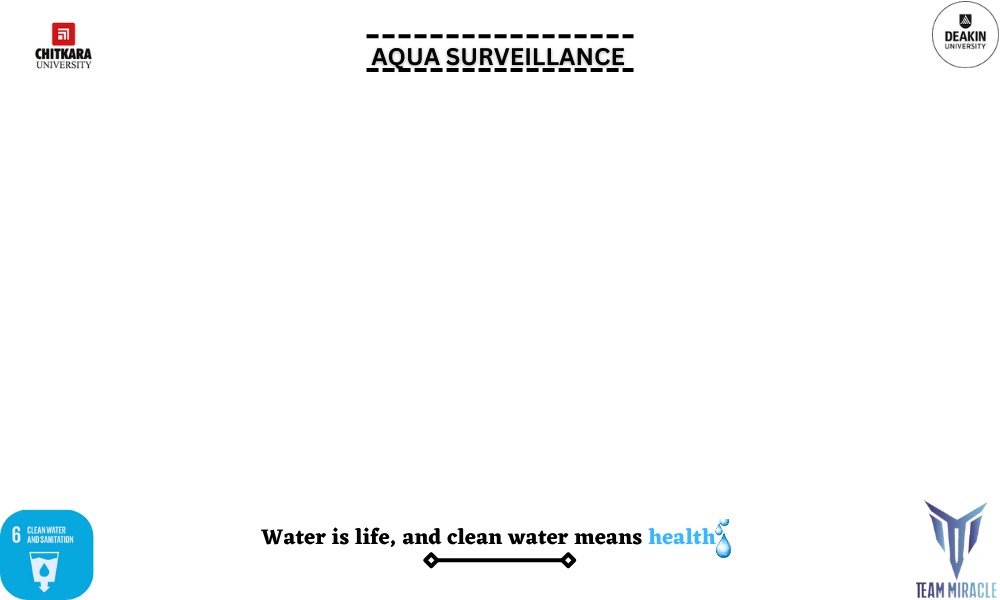 CHITKARA
UNIVERSITY
AQUA SURVEILLANCE
DEAKIN
UNIVERSITY
6 CLEAN WATER
AND SANITATION
Water is life, and clean water means health
TEAM MIRACLE